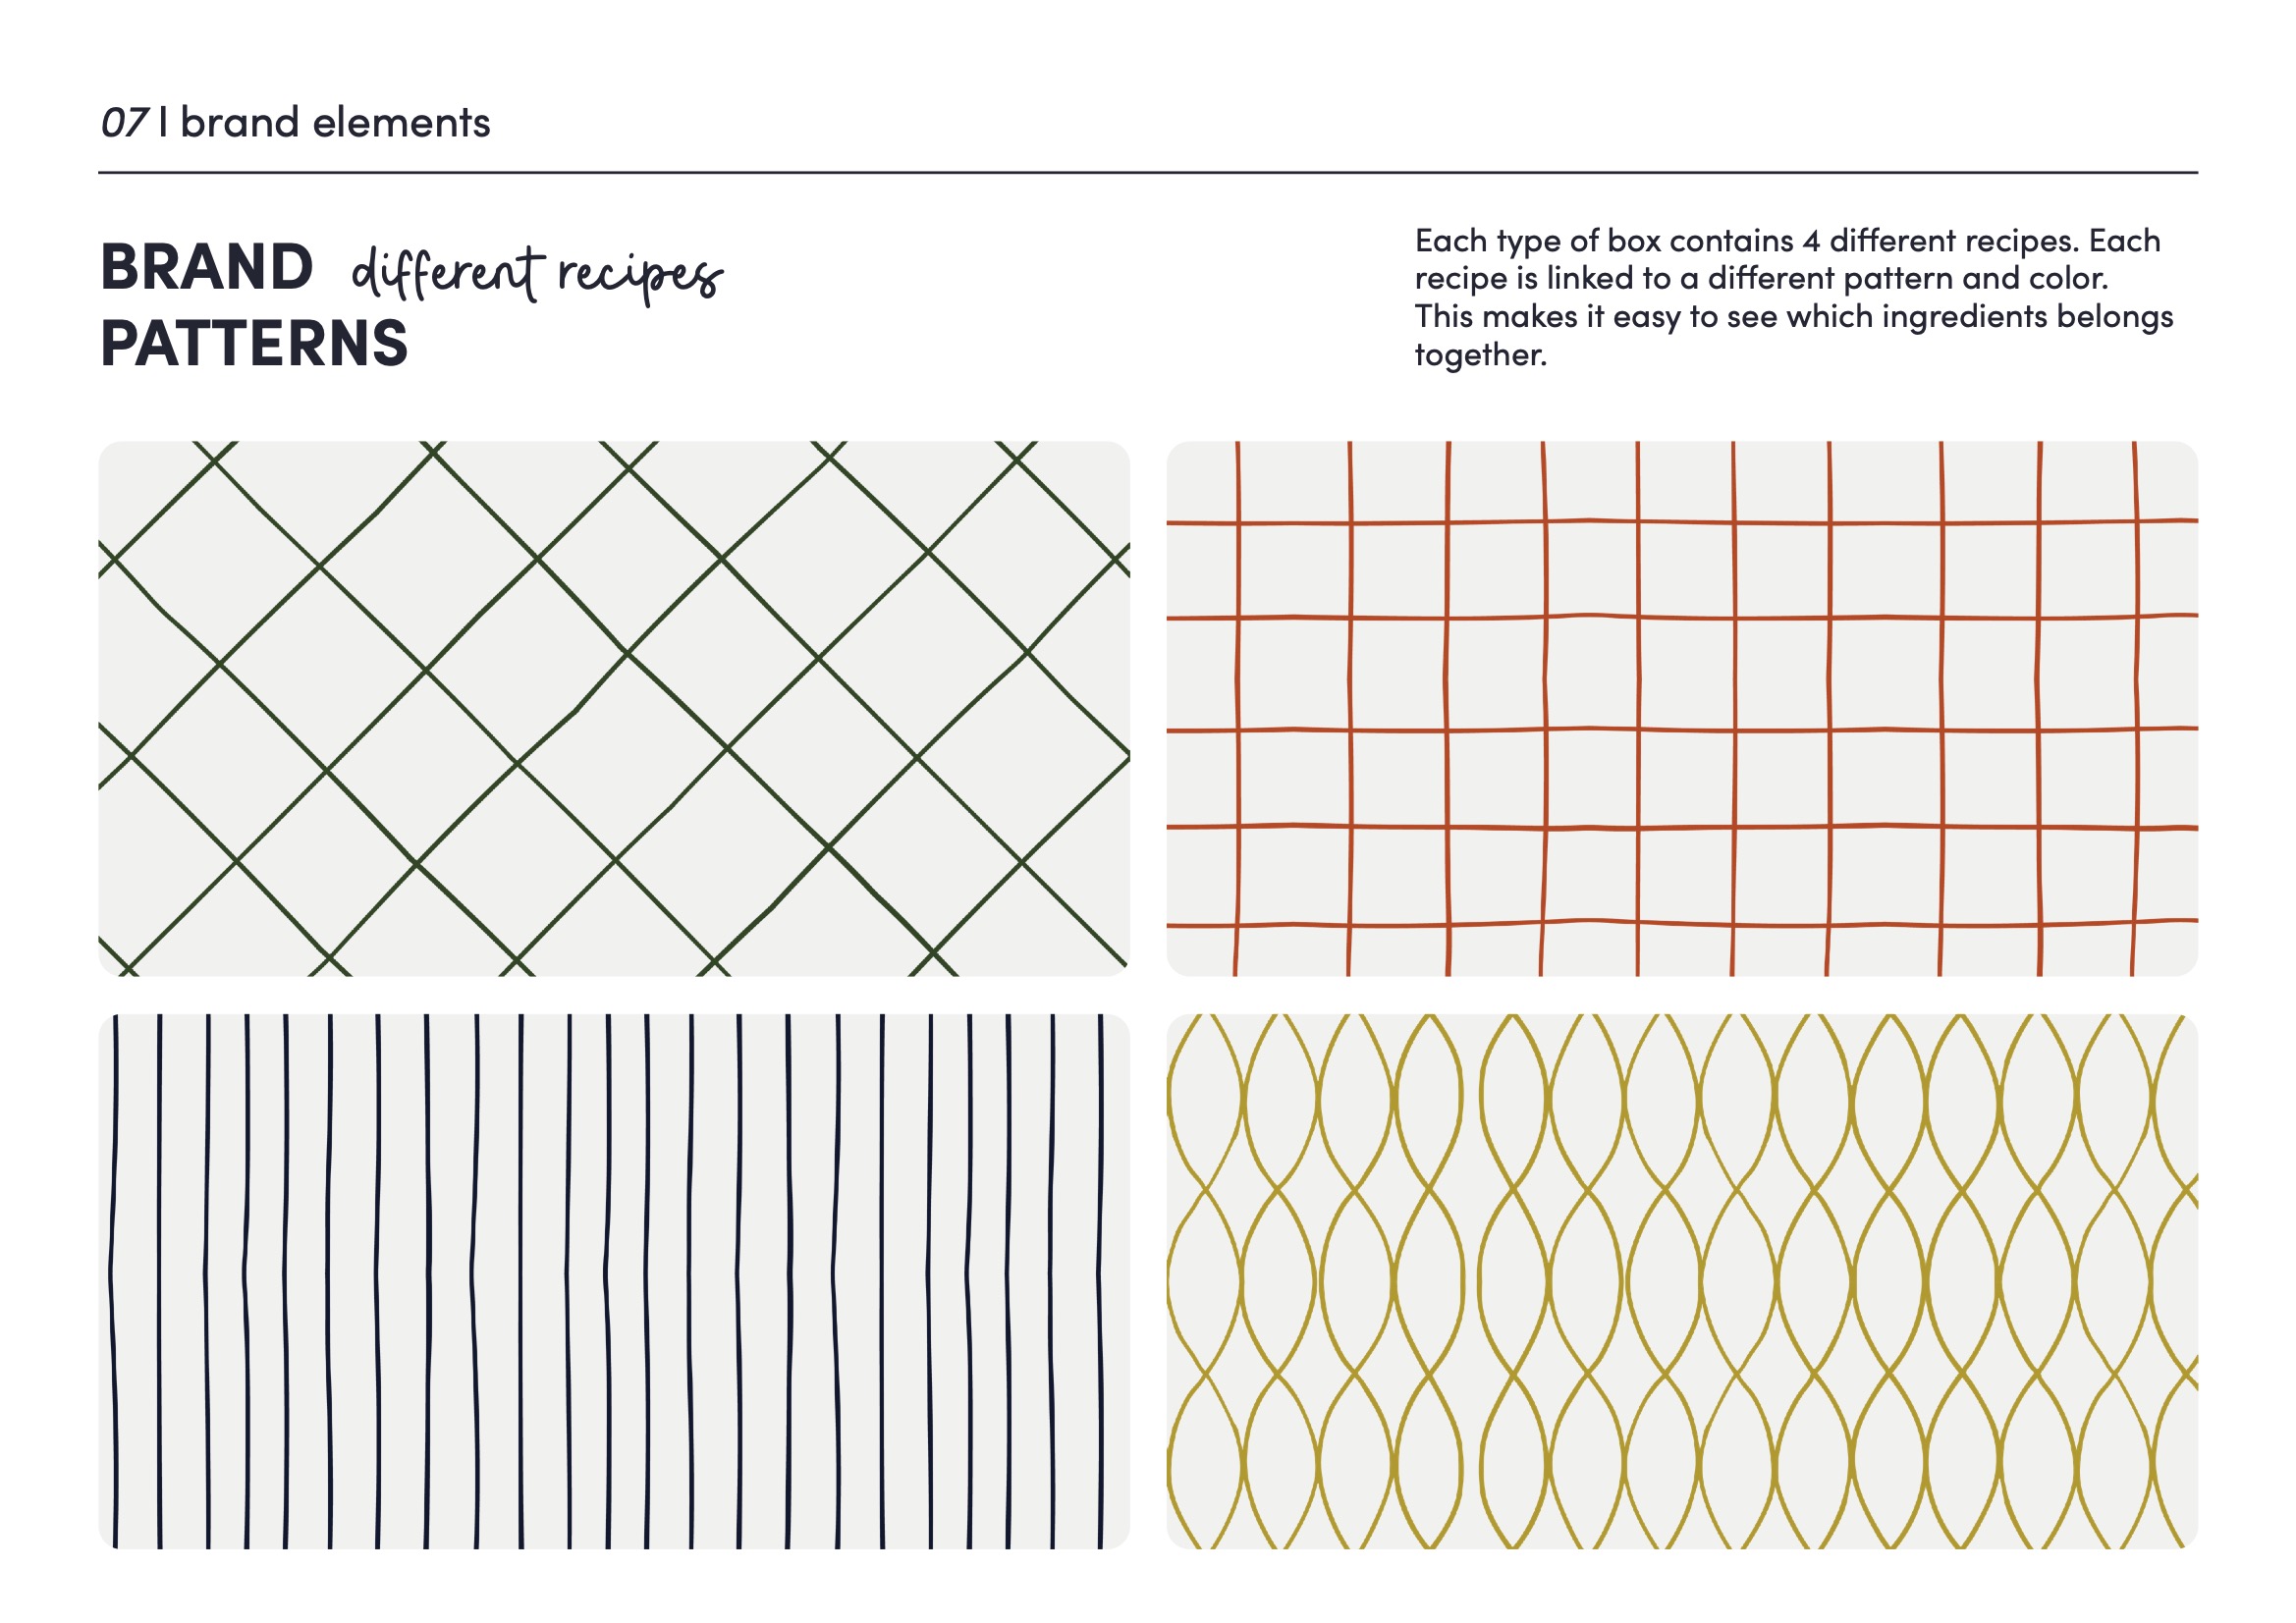 07 | brand elements
BRAND different recipes
PATTERNS
Each type of box contains 4 different recipes. Each
recipe is linked to a different pattern and color.
This makes it easy to see which ingredients belongs
together.